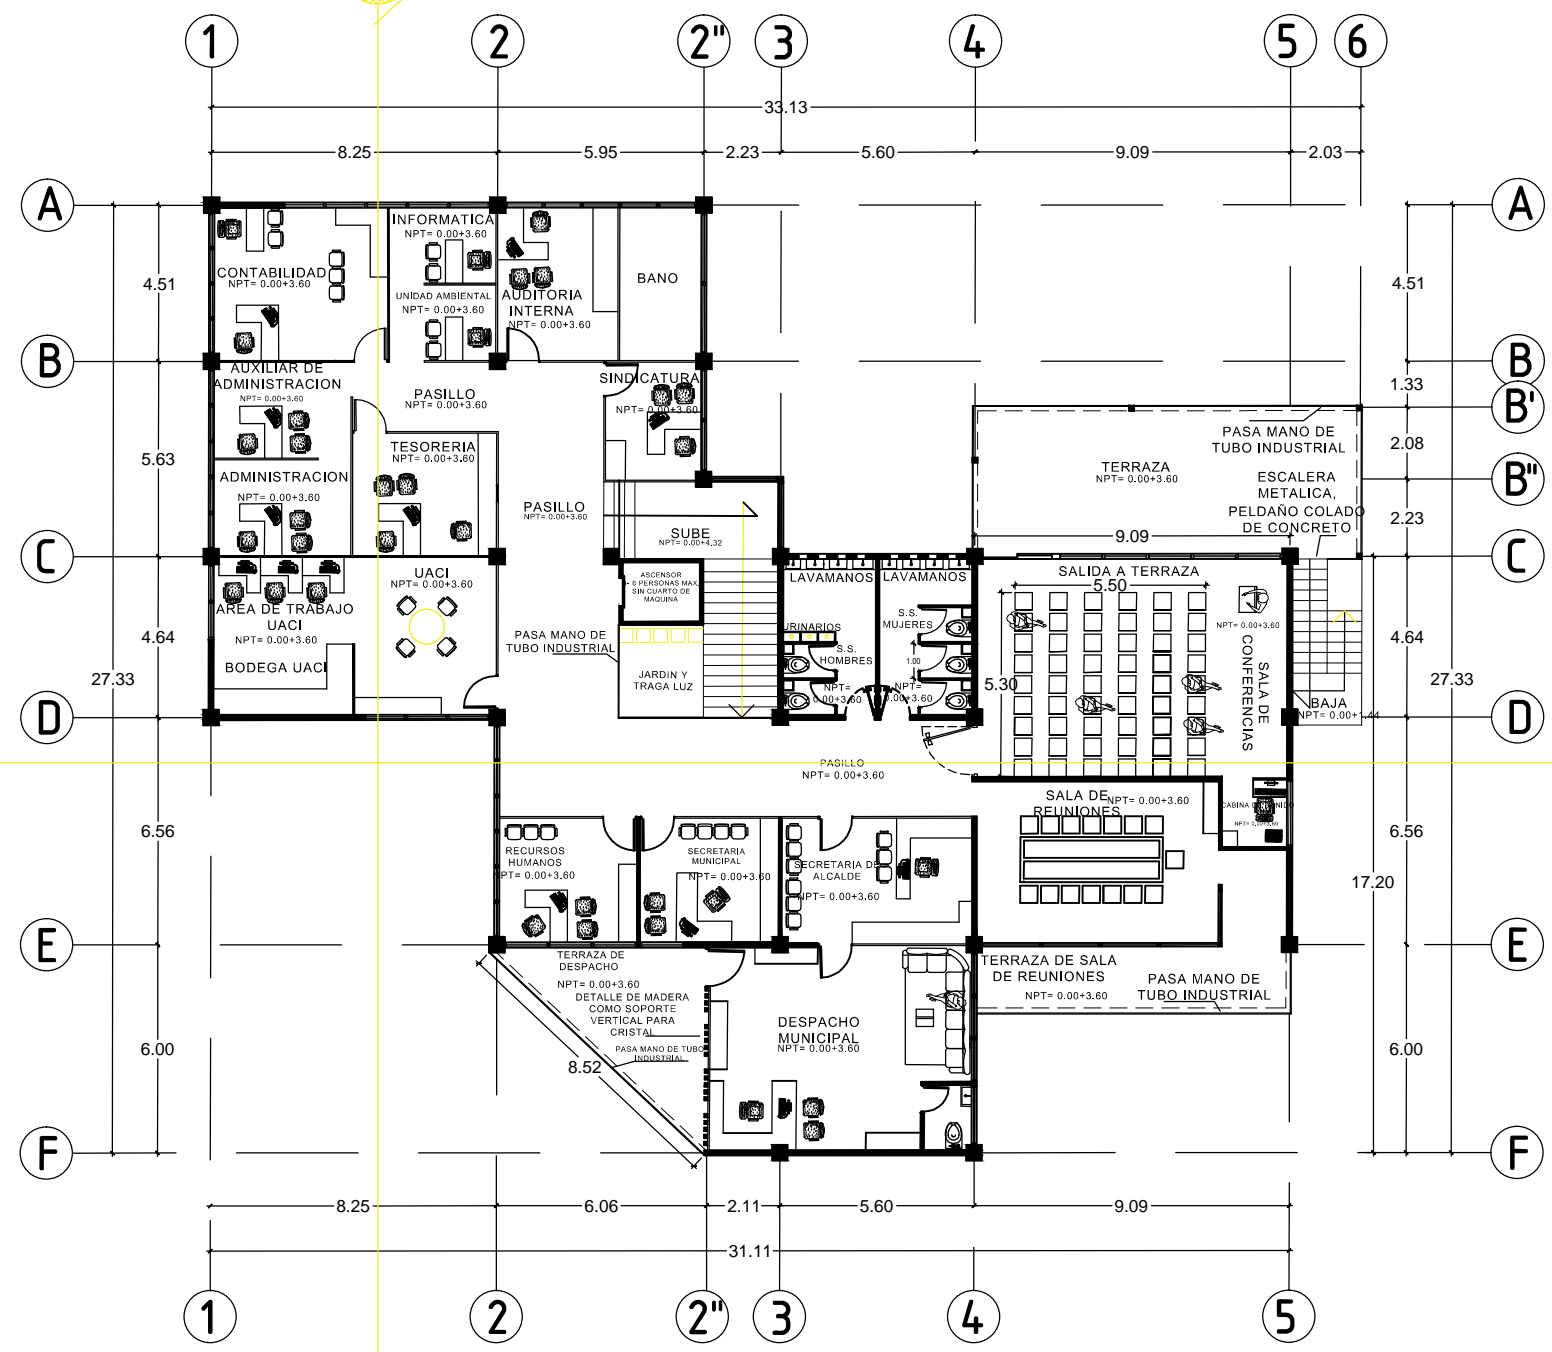 1
2
2"
3
4
5
6
33.13
8.25
5.95
2.23
5.60
9.09
2.03
A
A
INFORMATICA
NPT= 0.00+3.60
CONTABILIDAD
NPT= 0.00+3.60
BANO
4.51
4.51
UNIDAD AMBIENTAL
NPT= 0.00+3.60
AUDITORIA
INTERNA
NPT= 0.00+3.60
B
B
AUXILIAR DE
ADMINISTRACION
NPT= 0.00+3.60
PASILLO
NPT= 0.00+3.60
SINDICATURA
NPT= 0.00+3.60
1.33
B'
PASA MANO DE
TUBO INDUSTRIAL
2.08
TESORERIA
NPT= 0.00+3.60
5.63
ADMINISTRACION
NPT= 0.00+3.60
TERRAZA
NPT= 0.00+3.60
ESCALERA
METALICA,
PELDAÑO COLADO
DE CONCRETO
B"
2.23
PASILLO
NPT= 0.00+3.60
SUBE
NPT= 0.00+4.32
9.09
C
C
UACI
NPT= 0.00+3.60
ASCENSOR
6 PERSONAS MAX.
SIN CUARTO DE
MAQUINA
LAVAMANOS
LAVAMANOS
SALIDA A TERRAZA
5.50
AREA DE TRABAJO
UACI
NPT= 0.00+3.60
BODEGA UACI
PASA MANO DE
TUBO INDUSTRIAL
JARDIN Y
TRAGA LUZ
URINARIOS
S.S.
HOMBRES
NPT=
0.00+3.60
S.S.
MUJERES
1.00
NPT=
0.00+3.60
5.30
NPT= 0.00+3.60
SALA DE
CONFERENCIAS
4.64
4.64
27.33
27.33
BAJA
NPT= 0.00+1.44
D
D
PASILLO
NPT= 0.00+3.60
SALA DE
REUNIONES
NPT= 0.00+3.60
NPT= 0.00+3.60
6.56
6.56
RECURSOS
HUMANOS
NPT= 0.00+3.60
SECRETARIA
MUNICIPAL
NPT= 0.00+3.60
SECRETARIA DE
ALCALDE
NPT= 0.00+3.60
17.20
E
E
TERRAZA DE
DESPACHO
NPT= 0.00+3.60
DETALLE DE MADERA
COMO SOPORTE
VERTICAL PARA
CRISTAL
PASA MANO DE TUBO
INDUSTRIAL
8.52
TERRAZA DE SALA
DE REUNIONES
NPT= 0.00+3.60
PASA MANO DE
TUBO INDUSTRIAL
DESPACHO
MUNICIPAL
NPT= 0.00+3.60
6.00
6.00
F
F
8.25
6.06
2.11
5.60
9.09
31.11
1
2
2"
3
4
5